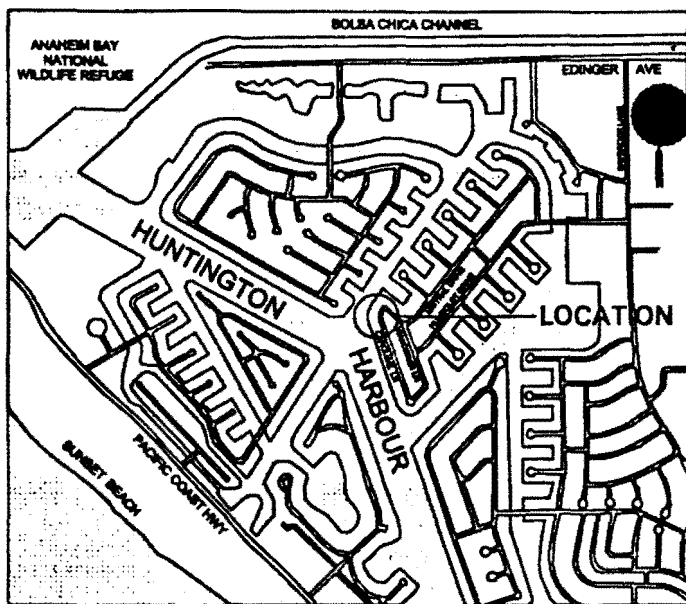 BOLSA CHICA CHANNEL
ANAHEIM BAY
NATIONAL
WILDLIFE REFUGE
EDINGER AVE
HUNTINGTON
HARBOUR
LOCATION
PACIFIC COAST HWY
SUNSET BEACH